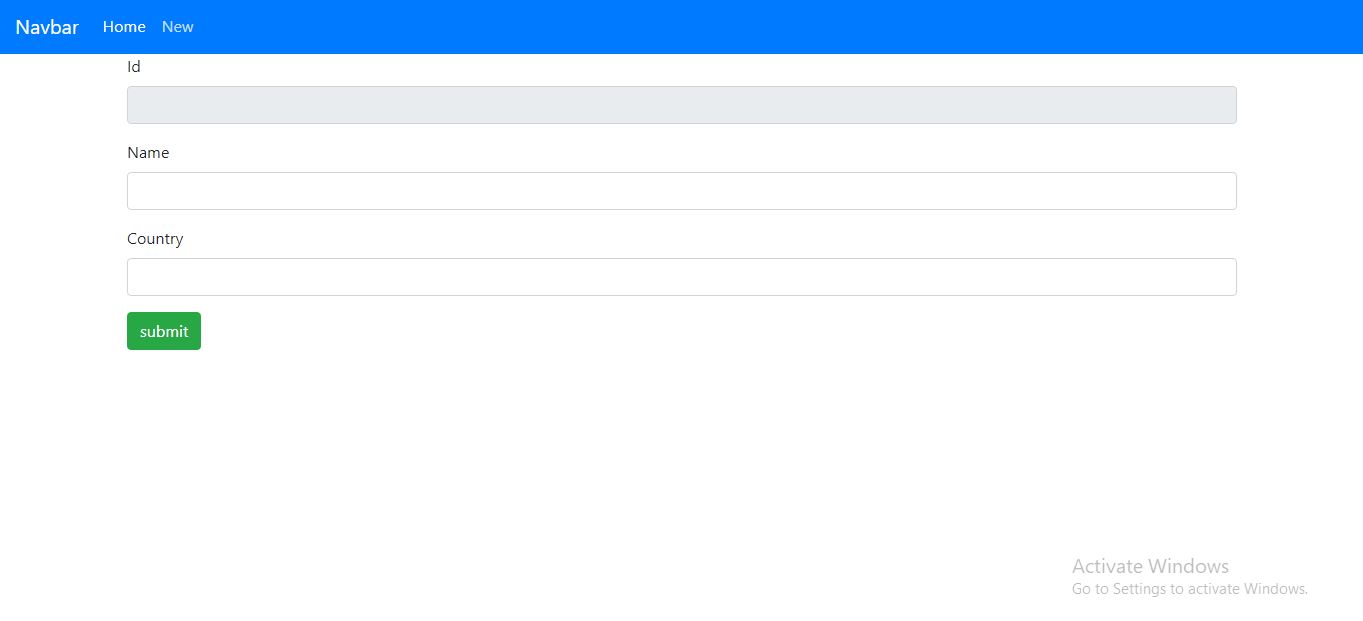 Navbar Home New
Id
Name
Country
submit
Activate Windows
Go to Settings to activate Windows.